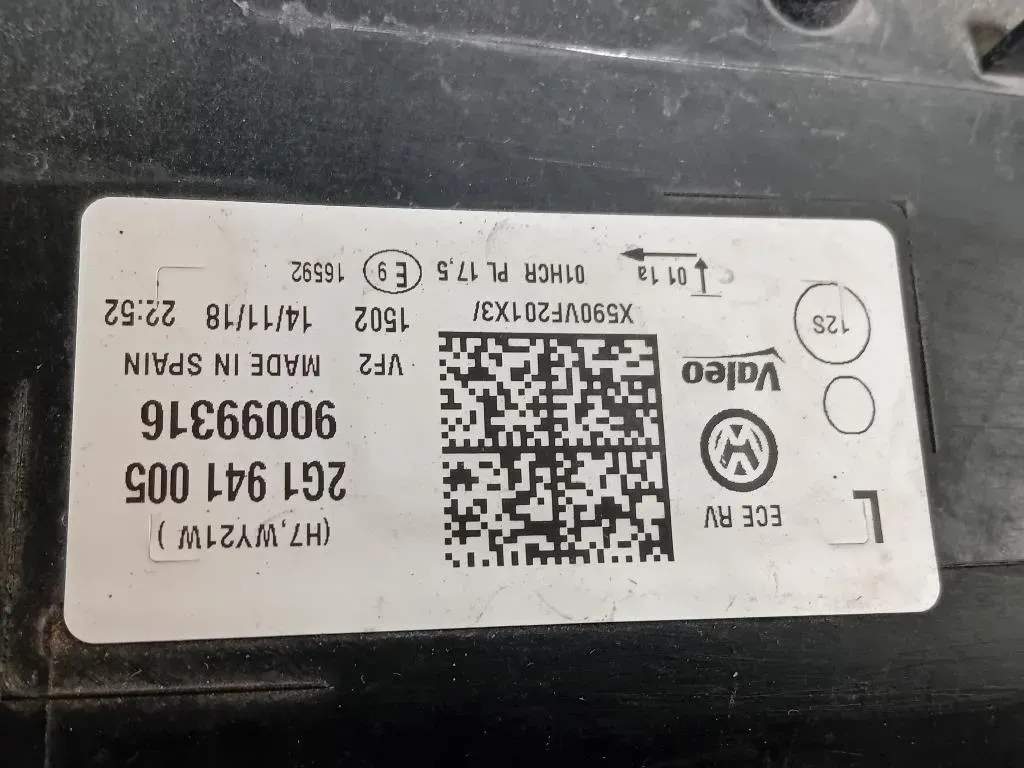 L ECE RV (H7,WY21W )
2G1 941 005
90099316
Valeo
VF2 MADE IN SPAIN
12S X590VF201X3/ 1502 14/11/18 22:52
01 1a 01HCR PL 17,5 E9 16592